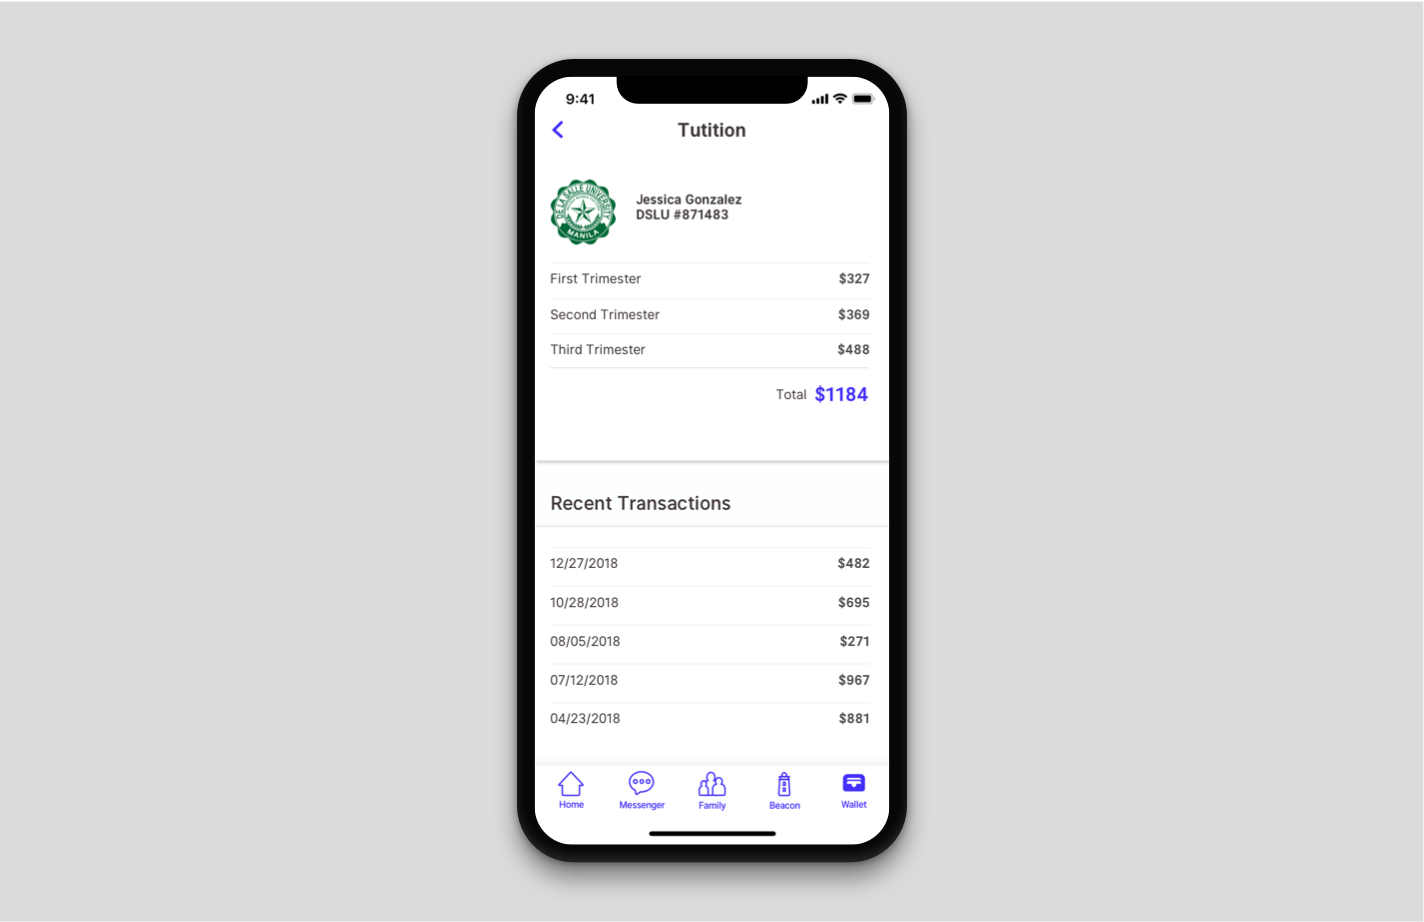 9:41
Tutition
DE LA SALLE UNIVERSITY
MANILA
Jessica Gonzalez
DSLU #871483
First Trimester $327
Second Trimester $369
Third Trimester $488
Total $1184
Recent Transactions
12/27/2018 $482
10/28/2018 $695
08/05/2018 $271
07/12/2018 $967
04/23/2018 $881
Home Messenger Family Beacon Wallet